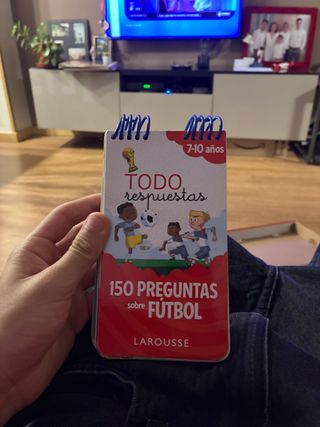 7-10 años
TODO
respuestas
150 PREGUNTAS
sobre FÚTBOL
LAROUSSE